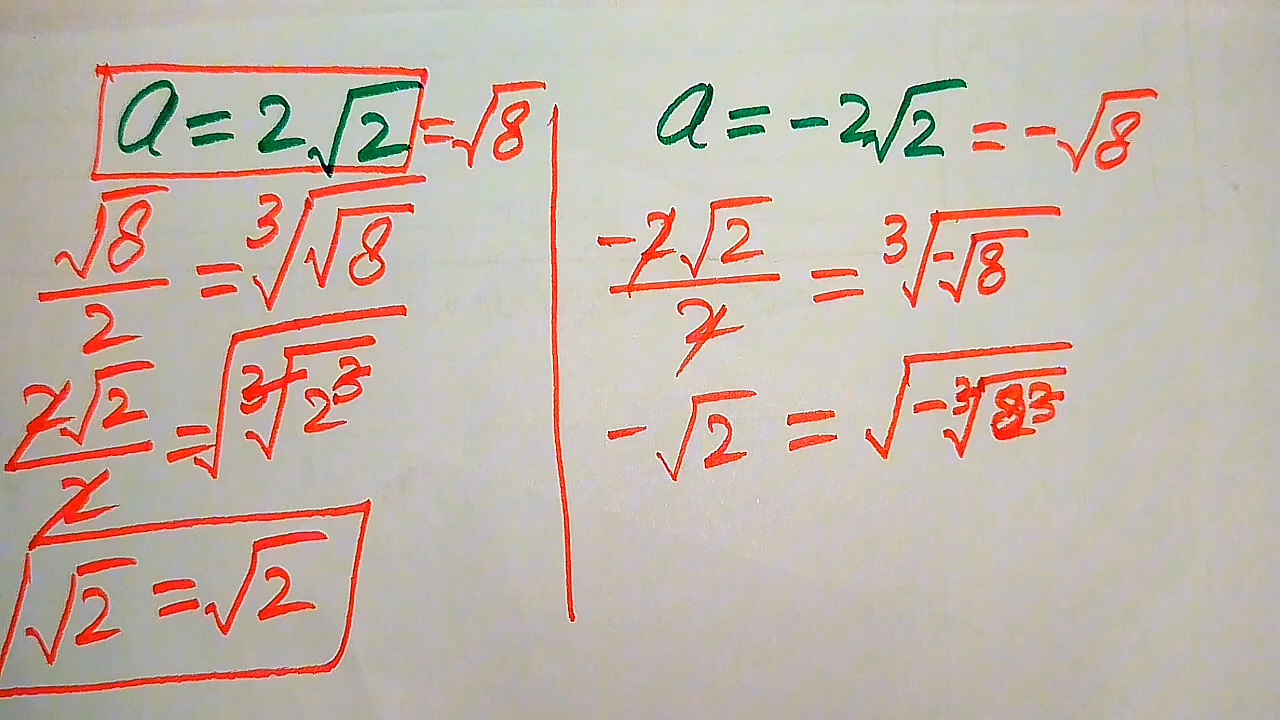 a = 2√2 = √8
√8/2 = ∛√8
2√2/2 = √∛2³
√2 = √2
a = -2√2 = -√8
-2√2/2 = ∛-√8
-√2 = √-∛